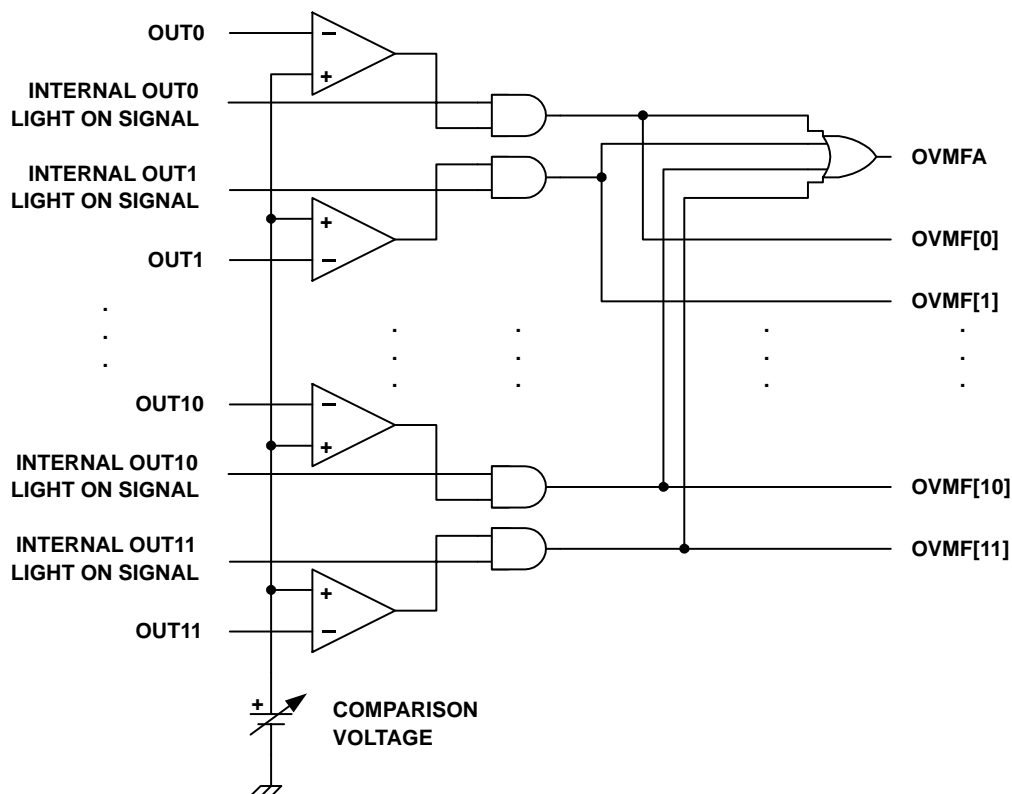 OUT0
INTERNAL OUT0
LIGHT ON SIGNAL
INTERNAL OUT1
LIGHT ON SIGNAL
OUT1
OUT10
INTERNAL OUT10
LIGHT ON SIGNAL
INTERNAL OUT11
LIGHT ON SIGNAL
OUT11
COMPARISON
VOLTAGE
OVMFA
OVMF[0]
OVMF[1]
OVMF[10]
OVMF[11]